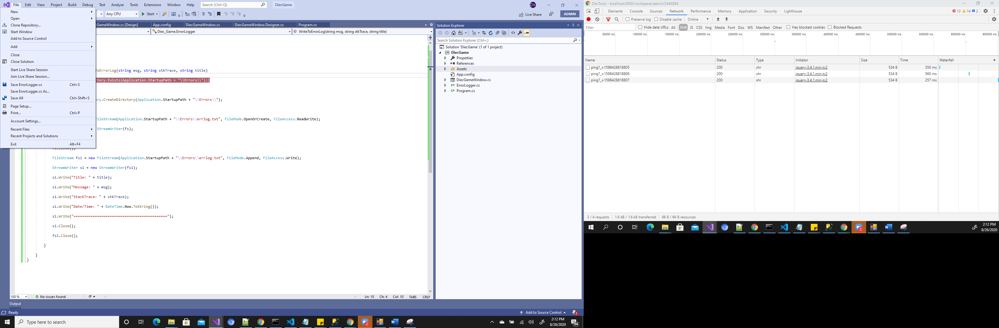 File Edit View Project Build Debug Test Analyze Tools Extensions Window Help Search (Ctrl+Q) DiecGame DV
Any CPU Start Live Share ADMIN
New
Open
Clone Repository...
Start Window
Add to Source Control
Add
Close
Close Solution
Start Live Share Session
Join Live Share Session...
Save ErrorLogger.cs Ctrl+S
Save ErrorLogger.cs As...
Save All Ctrl+Shift+S
Page Setup...
Print... Ctrl+P
Account Settings...
Recent Files
Recent Projects and Solutions
Exit Alt+F4
cGameWindow.cs [Design] App.config DiecGameWindow.cs DiecGameWindow.Designer.cs Program.cs
Diec_Game.ErrorLogger WriteToErrorLog(string msg, string stkTrace, string title)
ToErrorLog(string msg, string stkTrace, string title)
tory.Exists(Application.StartupPath + "\\Errors\\")))
ory.CreateDirectory(Application.StartupPath + "\\Errors\\");
FileStream(Application.StartupPath + "\\Errors\\errlog.txt", FileMode.OpenOrCreate, FileAccess.ReadWrite);
StreamWriter(fs);
fs.Close();
FileStream fs1 = new FileStream(Application.StartupPath + "\\Errors\\errlog.txt", FileMode.Append, FileAccess.Write);
StreamWriter s1 = new StreamWriter(fs1);
s1.Write("Title: " + title);
s1.Write("Message: " + msg);
s1.Write("StackTrace: " + stkTrace);
s1.Write("Date/Time: " + DateTime.Now.ToString());
s1.Write("============================================");
s1.Close();
fs1.Close();
}
}
}
100 % No issues found Ln: 10 Ch: 4 Col: 10 TABS CRLF
Output
Ready Add to Source Control 3
Solution Explorer
Search Solution Explorer (Ctrl+;)
Solution 'DiecGame' (1 of 1 project)
DiecGame
Properties
References
Assets
App.config
DiecGameWindow.cs
ErrorLogger.cs
Program.cs
Type here to search 2 2:12 PM
8/26/2020 34
DevTools - localhost:3000/workspace/search/2444884
Elements Console Sources Network Performance Memory Application Security Lighthouse 12 14 2
Preserve log Disable cache Online
Filter Hide data URLs All XHR JS CSS Img Media Font Doc WS Manifest Other Has blocked cookies Blocked Requests
50000 ms 100000 ms 150000 ms 200000 ms 250000 ms 300000 ms 350000 ms 400000 ms 450000 ms 500000 ms 550000 ms 600000 ms 650000 ms
Name Status Type Initiator Size Time Waterfall
ping?_=1598428818805 200 xhr jquery-3.4.1.min.js:2 534 B 350 ms
ping?_=1598428818806 200 xhr jquery-3.4.1.min.js:2 534 B 560 ms
ping?_=1598428818807 200 xhr jquery-3.4.1.min.js:2 534 B 257 ms
3 / 4 requests 1.6 kB / 1.6 kB transferred 66 B / 66 B resources
2 2:12 PM
8/26/2020